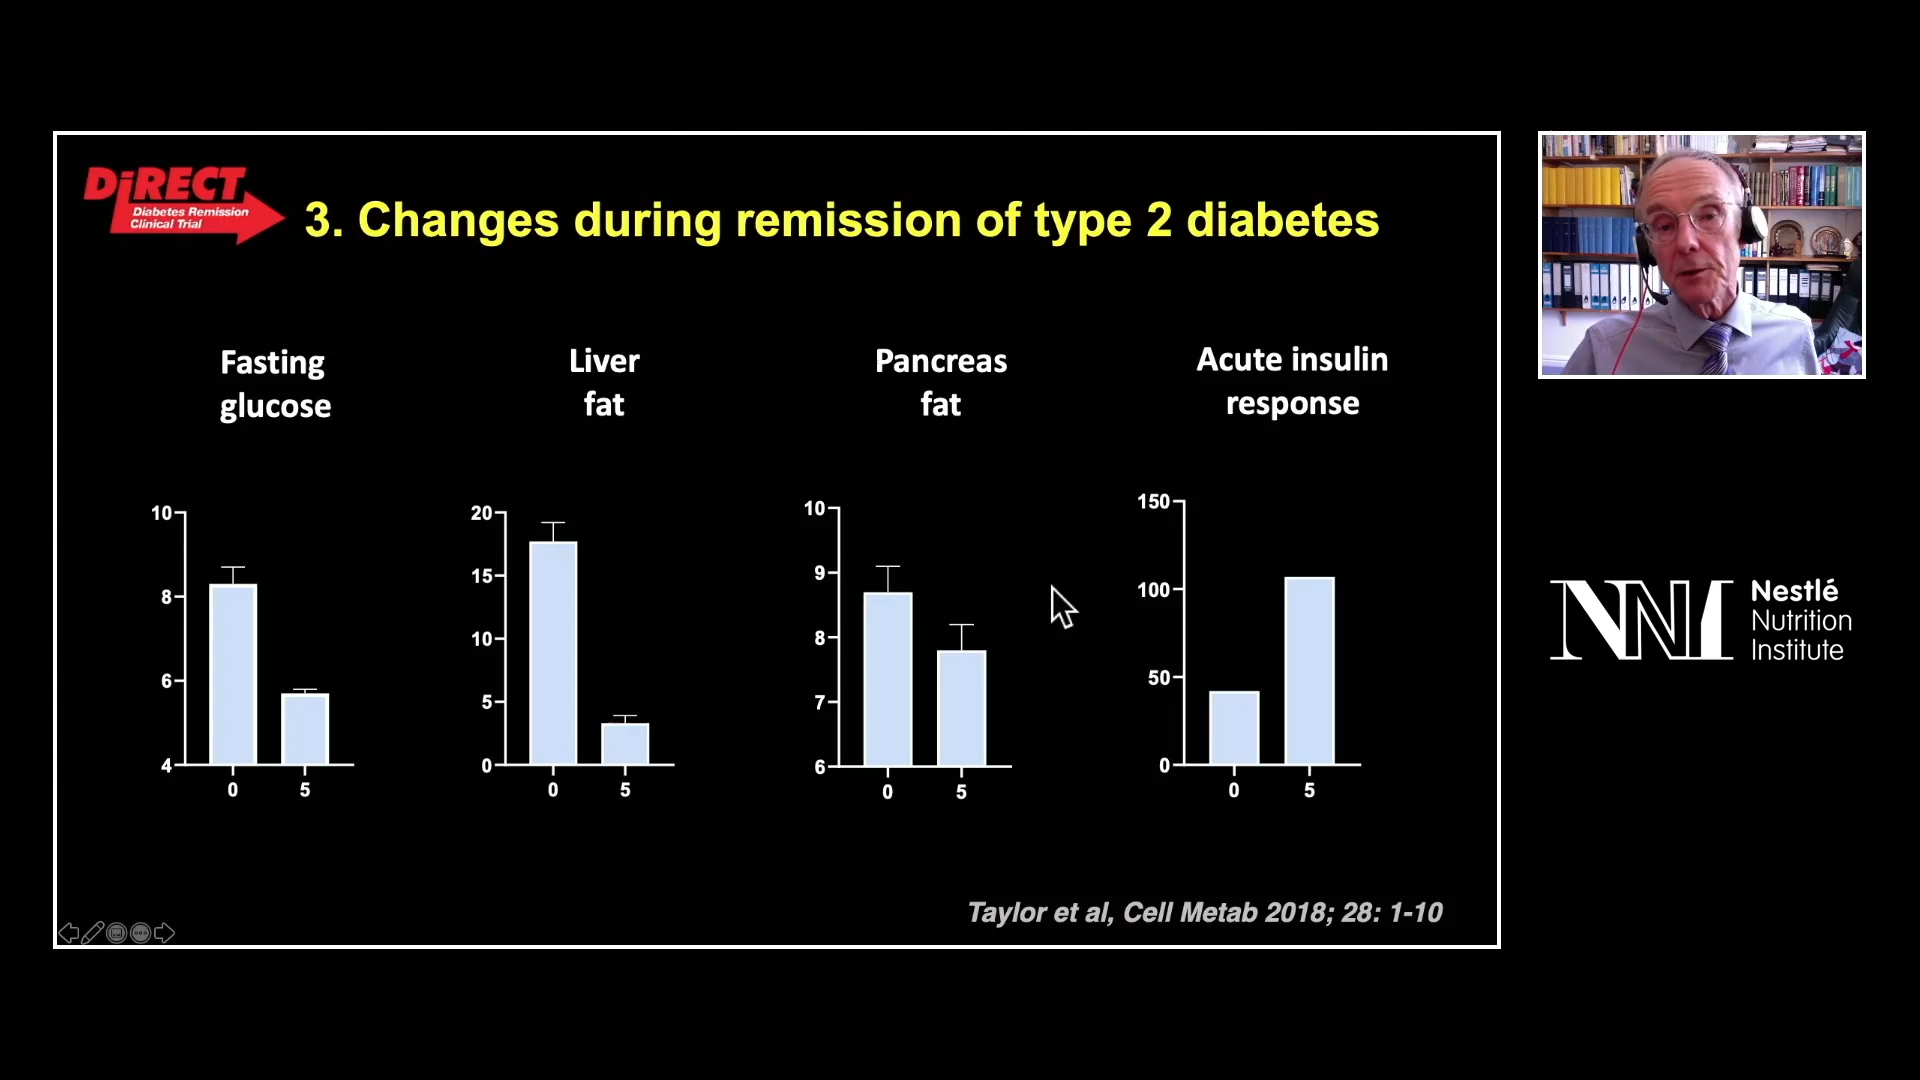 DiRECT
Diabetes Remission
Clinical Trial
3. Changes during remission of type 2 diabetes
Fasting
glucose
Liver
fat
Pancreas
fat
Acute insulin
response
10
8
6
4
0 5
20
15
10
5
0
0 5
10
9
8
7
6
0 5
150
100
50
0
0 5
Taylor et al, Cell Metab 2018; 28: 1-10
NNI
Nestlé
Nutrition
Institute